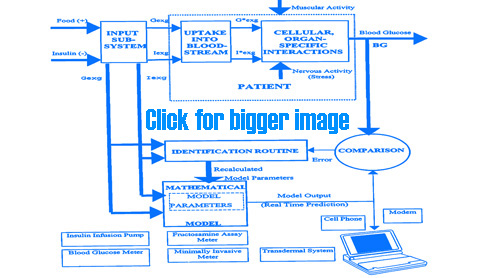 Muscular Activity
Food (+)
Gexg
G*exg
Blood Glucose
BG
INPUT
SUB-
SYSTEM
UPTAKE
INTO
BLOOD-
STREAM
CELLULAR,
ORGAN-
SPECIFIC
INTERACTIONS
Insulin (-)
Iexg
I*exg
Gexg
Iexg
PATIENT
Nervous Activity
(Stress)
Click for bigger image
IDENTIFICATION ROUTINE
Error
COMPARISON
Recalculated
Model Parameters
MATHEMATICAL
MODEL
PARAMETERS
MODEL
Model Output
(Real Time Prediction)
Cell Phone
Modem
Insulin Infusion Pump
Fructosamine Assay
Meter
Blood Glucose Meter
Minimally Invasive
Meter
Transdermal System